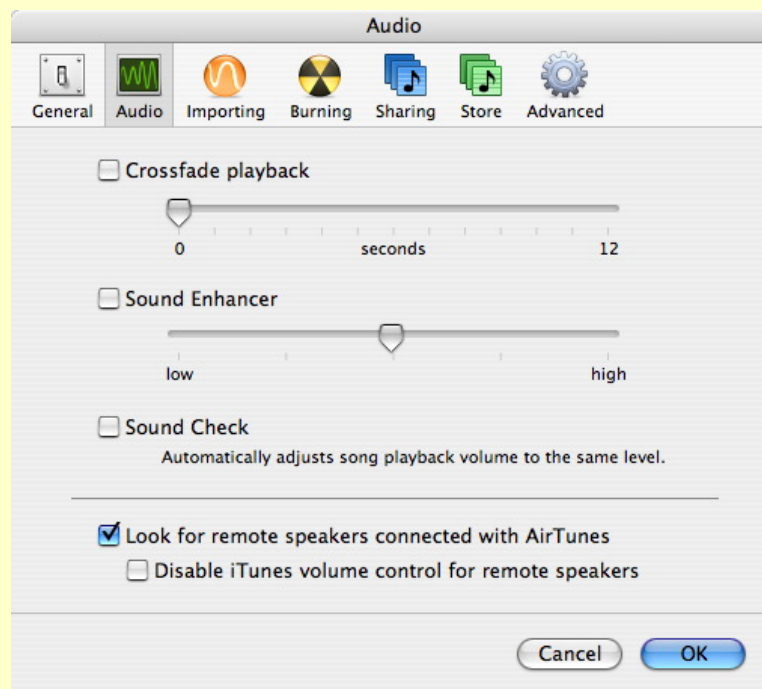 Audio
General Audio Importing Burning Sharing Store Advanced
Crossfade playback
0 seconds 12
Sound Enhancer
low high
Sound Check
Automatically adjusts song playback volume to the same level.
Look for remote speakers connected with AirTunes
Disable iTunes volume control for remote speakers
Cancel OK